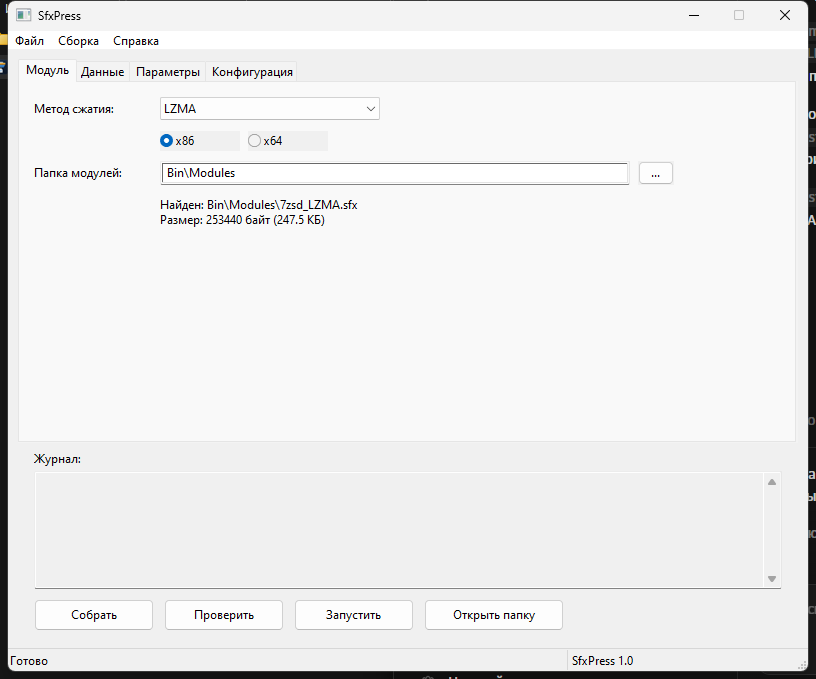 SfxPress
Файл Сборка Справка
Модуль Данные Параметры Конфигурация
Метод сжатия: LZMA
x86 x64
Папка модулей: Bin\Modules ...
Найден: Bin\Modules\7zsd_LZMA.sfx
Размер: 253440 байт (247.5 КБ)
Журнал:
Собрать Проверить Запустить Открыть папку
Готово SfxPress 1.0